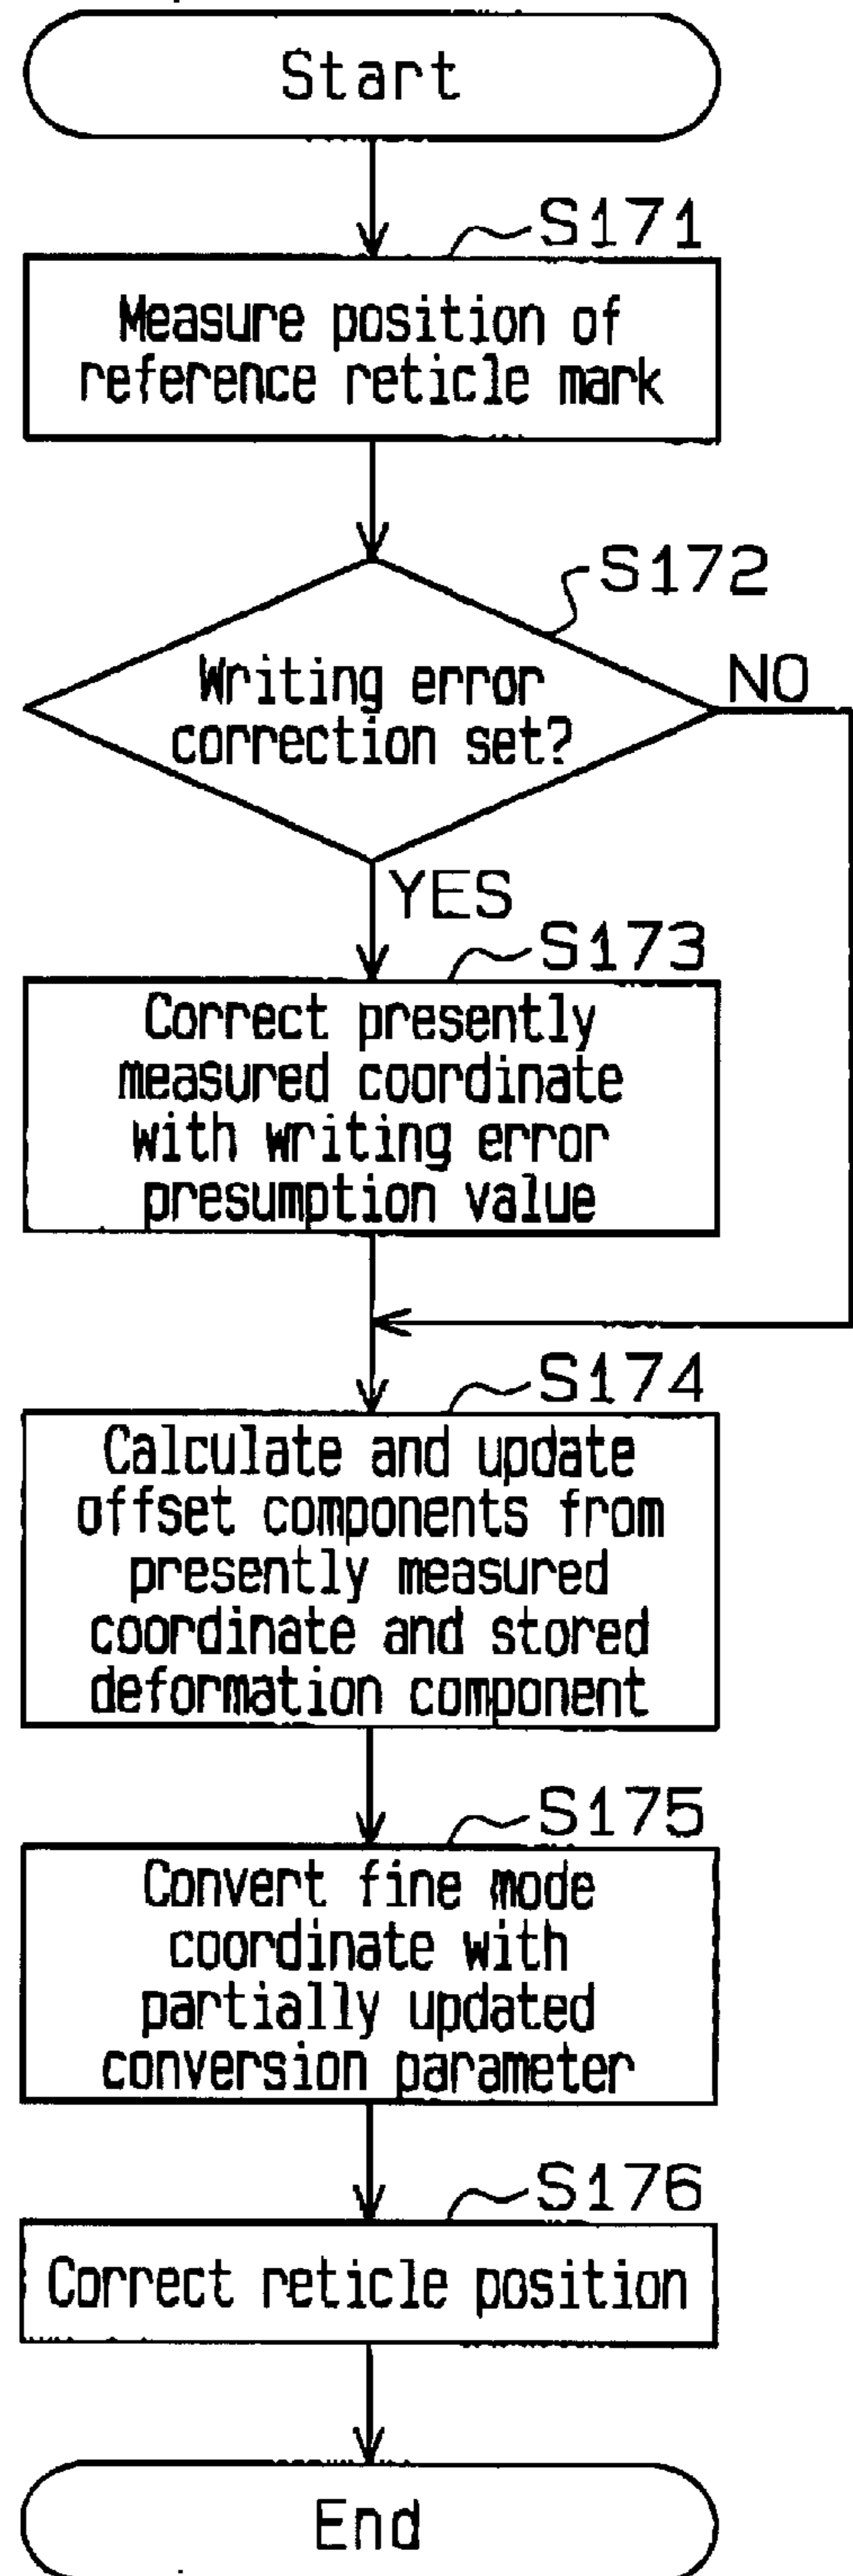 Start
S171
Measure position of
reference reticle mark
S172
Writing error
correction set?
NO
YES
S173
Correct presently
measured coordinate
with writing error
presumption value
S174
Calculate and update
offset components from
presently measured
coordinate and stored
deformation component
S175
Convert fine mode
coordinate with
partially updated
conversion parameter
S176
Correct reticle position
End